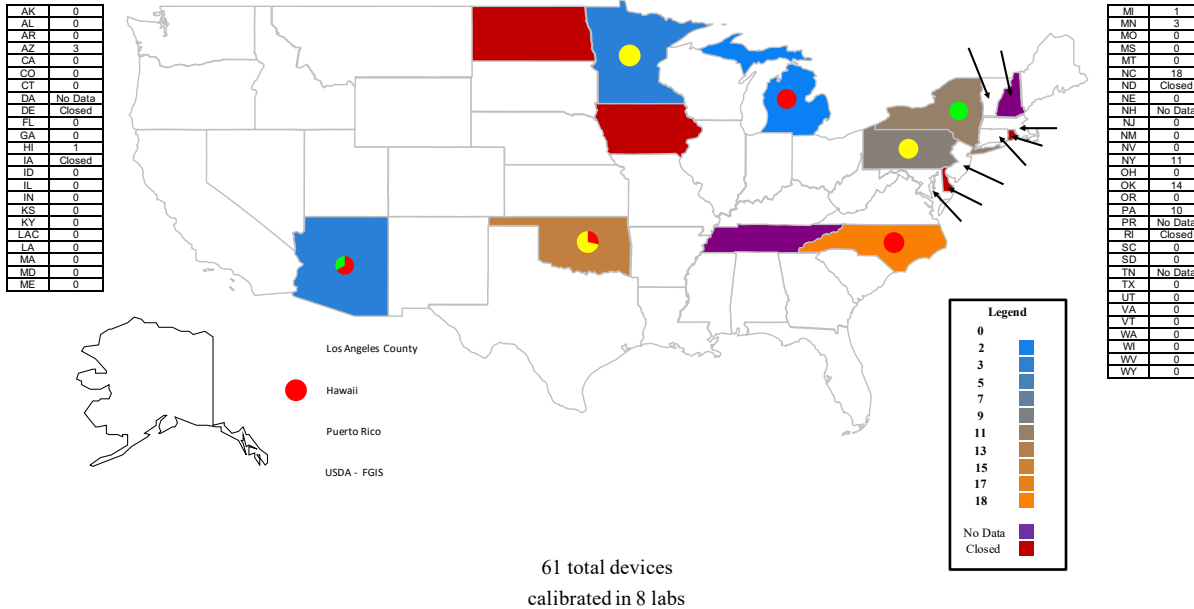 AK 0
AL 0
AR 0
AZ 3
CA 0
CO 0
CT 0
DA No Data
DE Closed
FL 0
GA 0
HI 1
IA Closed
ID 0
IL 0
IN 0
KS 0
KY 0
LAC 0
LA 0
MA 0
MD 0
ME 0
MI 1
MN 3
MO 0
MS 0
MT 0
NC 18
ND Closed
NE 0
NH No Data
NJ 0
NM 0
NV 0
NY 11
OH 0
OK 14
OR 0
PA 10
PR No Data
RI Closed
SC 0
SD 0
TN No Data
TX 0
UT 0
VA 0
VT 0
WA 0
WI 0
WV 0
WY 0
Los Angeles County
Hawaii
Puerto Rico
USDA - FGIS
Legend
0
2
3
5
7
9
11
13
15
17
18
No Data
Closed
61 total devices
calibrated in 8 labs